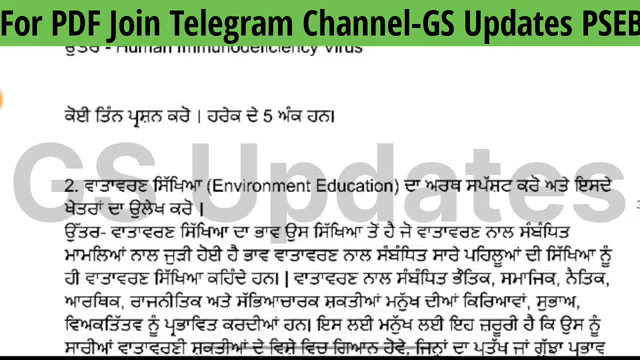 For PDF Join Telegram Channel-GS Updates PSEB
ਉੱਤਰ - Human Immunodeficiency Virus
ਕੋਈ ਤਿੰਨ ਪ੍ਰਸ਼ਨ ਕਰੋ । ਹਰੇਕ ਦੇ 5 ਅੰਕ ਹਨ।
GS Updates
2. ਵਾਤਾਵਰਣ ਸਿੱਖਿਆ (Environment Education) ਦਾ ਅਰਥ ਸਪੱਸ਼ਟ ਕਰੋ ਅਤੇ ਇਸਦੇ
ਖੇਤਰਾਂ ਦਾ ਉਲੇਖ ਕਰੋ ।
ਉੱਤਰ- ਵਾਤਾਵਰਣ ਸਿੱਖਿਆ ਦਾ ਭਾਵ ਉਸ ਸਿੱਖਿਆ ਤੋਂ ਹੈ ਜੋ ਵਾਤਾਵਰਣ ਨਾਲ ਸੰਬੰਧਿਤ
ਮਾਮਲਿਆਂ ਨਾਲ ਜੁੜੀ ਹੋਈ ਹੈ ਭਾਵ ਵਾਤਾਵਰਣ ਨਾਲ ਸੰਬੰਧਿਤ ਸਾਰੇ ਪਹਿਲੂਆਂ ਦੀ ਸਿੱਖਿਆ ਨੂੰ
ਹੀ ਵਾਤਾਵਰਣ ਸਿੱਖਿਆ ਕਹਿੰਦੇ ਹਨ। | ਵਾਤਾਵਰਣ ਨਾਲ ਸੰਬੰਧਿਤ ਭੌਤਿਕ, ਸਮਾਜਿਕ, ਨੈਤਿਕ,
ਆਰਥਿਕ, ਰਾਜਨੀਤਿਕ ਅਤੇ ਸੱਭਿਆਚਾਰਕ ਸ਼ਕਤੀਆਂ ਮਨੁੱਖ ਦੀਆਂ ਕਿਰਿਆਵਾਂ, ਸੁਭਾਅ,
ਵਿਅਕਤਿੱਤਵ ਨੂੰ ਪ੍ਰਭਾਵਿਤ ਕਰਦੀਆਂ ਹਨ। ਇਸ ਲਈ ਮਨੁੱਖ ਲਈ ਇਹ ਜ਼ਰੂਰੀ ਹੈ ਕਿ ਉਸ ਨੂੰ
ਸਾਰੀਆਂ ਵਾਤਾਵਰਣੀ ਸ਼ਕਤੀਆਂ ਦੇ ਵਿਸ਼ੇ ਵਿਚ ਗਿਆਨ ਹੋਵੇ, ਜਿਨ੍ਹਾਂ ਦਾ ਪ੍ਰਤੱਖ ਜਾਂ ਗੁੱਝਾ ਪ੍ਰਭਾਵ